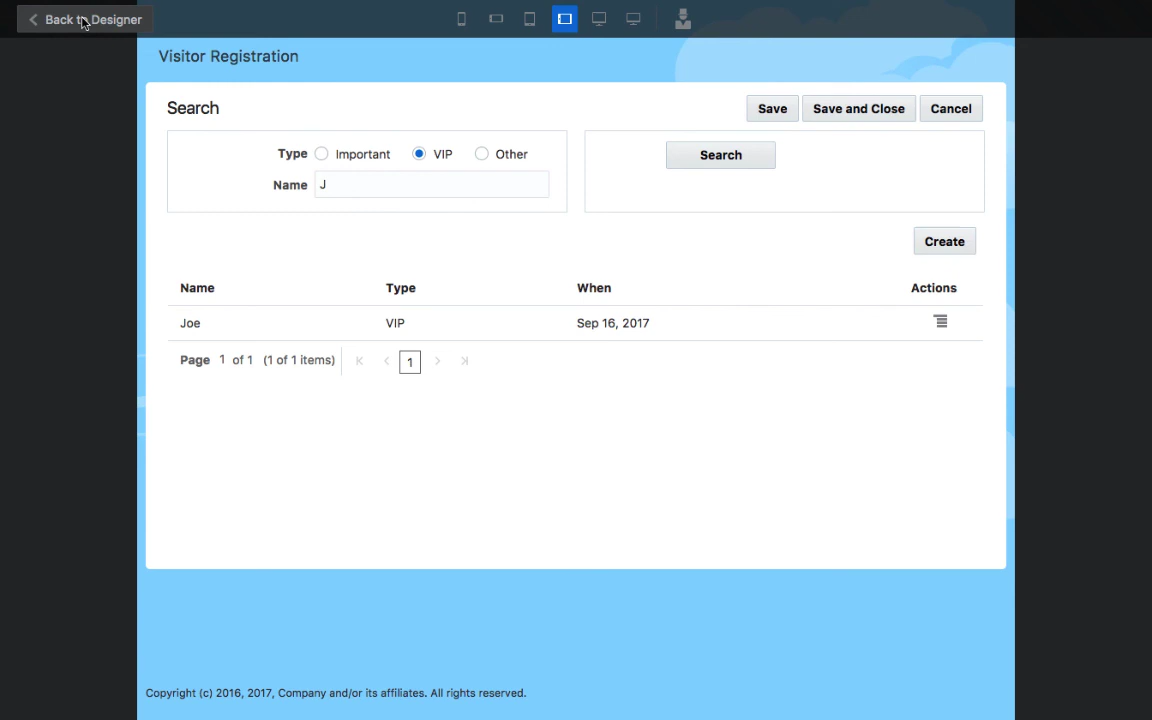 Back to Designer
Visitor Registration
Search
Save
Save and Close
Cancel
Type
Important
VIP
Other
Name
J
Search
Create
Name
Type
When
Actions
Joe
VIP
Sep 16, 2017
Page 1 of 1 (1 of 1 items)
1
Copyright (c) 2016, 2017, Company and/or its affiliates. All rights reserved.